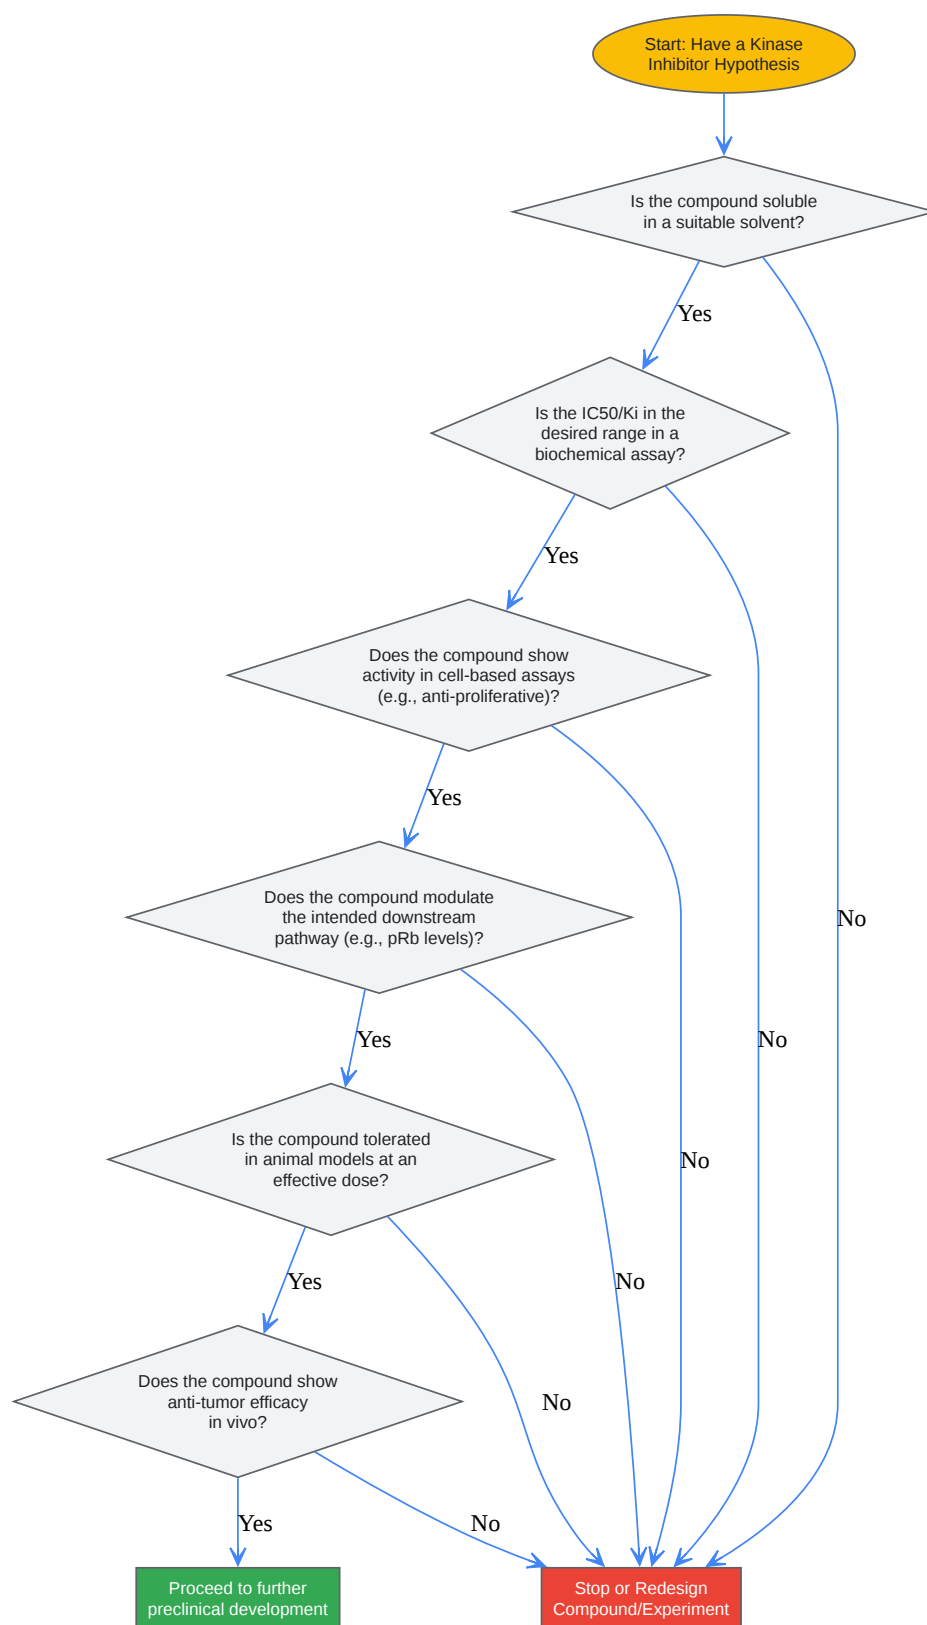 Start: Have a Kinase
Inhibitor Hypothesis
Is the compound soluble
in a suitable solvent?
Yes
Is the IC50/Ki in the
desired range in a
biochemical assay?
Yes
Does the compound show
activity in cell-based assays
(e.g., anti-proliferative)?
Yes
Does the compound modulate
the intended downstream
pathway (e.g., pRb levels)?
No
Yes
No
Is the compound tolerated
in animal models at an
effective dose?
No
Yes
No
Does the compound show
anti-tumor efficacy
in vivo?
No
Yes
No
Proceed to further
preclinical development
Stop or Redesign
Compound/Experiment